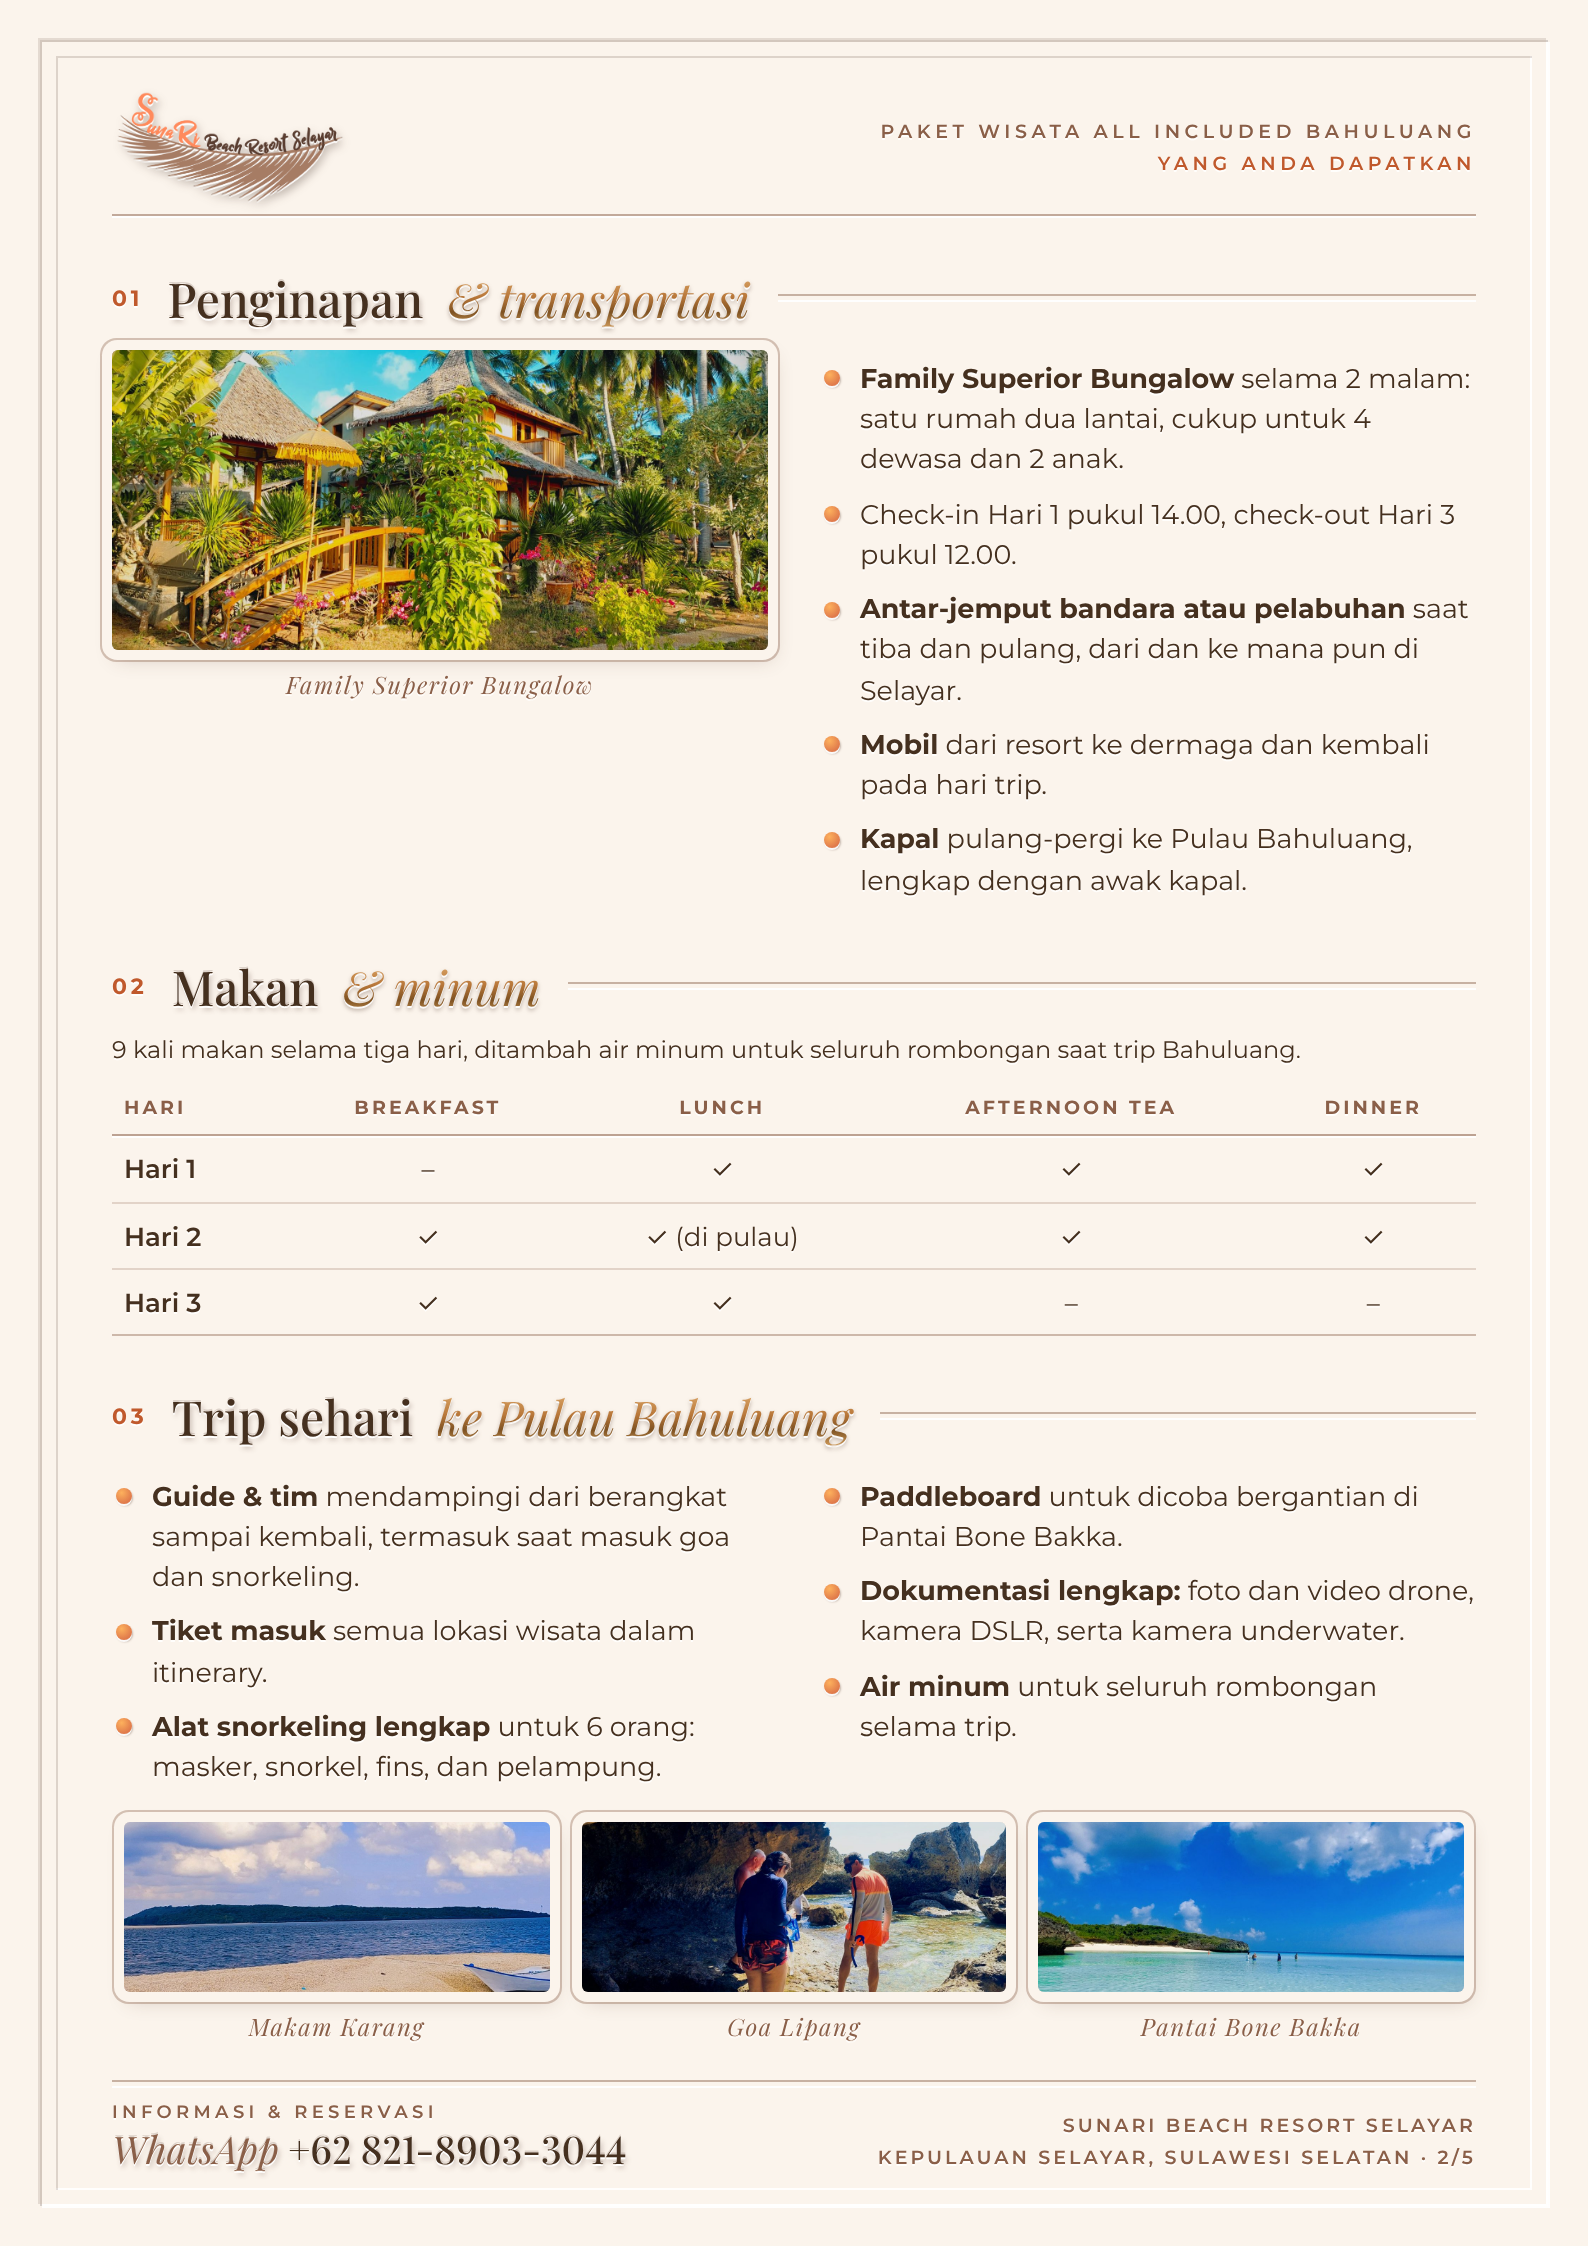 SunaRi Beach Resort Selayar
PAKET WISATA ALL INCLUDED BAHULUANG
YANG ANDA DAPATKAN
01 Penginapan & transportasi
Family Superior Bungalow
Family Superior Bungalow selama 2 malam:
satu rumah dua lantai, cukup untuk 4
dewasa dan 2 anak.
Check-in Hari 1 pukul 14.00, check-out Hari 3
pukul 12.00.
Antar-jemput bandara atau pelabuhan saat
tiba dan pulang, dari dan ke mana pun di
Selayar.
Mobil dari resort ke dermaga dan kembali
pada hari trip.
Kapal pulang-pergi ke Pulau Bahuluang,
lengkap dengan awak kapal.
02 Makan & minum
9 kali makan selama tiga hari, ditambah air minum untuk seluruh rombongan saat trip Bahuluang.
HARI BREAKFAST LUNCH AFTERNOON TEA DINNER
Hari 1 – ✓ ✓ ✓
Hari 2 ✓ ✓ (di pulau) ✓ ✓
Hari 3 ✓ ✓ – –
03 Trip sehari ke Pulau Bahuluang
Guide & tim mendampingi dari berangkat
sampai kembali, termasuk saat masuk goa
dan snorkeling.
Tiket masuk semua lokasi wisata dalam
itinerary.
Alat snorkeling lengkap untuk 6 orang:
masker, snorkel, fins, dan pelampung.
Paddleboard untuk dicoba bergantian di
Pantai Bone Bakka.
Dokumentasi lengkap: foto dan video drone,
kamera DSLR, serta kamera underwater.
Air minum untuk seluruh rombongan
selama trip.
Makam Karang
Goa Lipang
Pantai Bone Bakka
INFORMASI & RESERVASI
WhatsApp +62 821-8903-3044
SUNARI BEACH RESORT SELAYAR
KEPULAUAN SELAYAR, SULAWESI SELATAN · 2/5